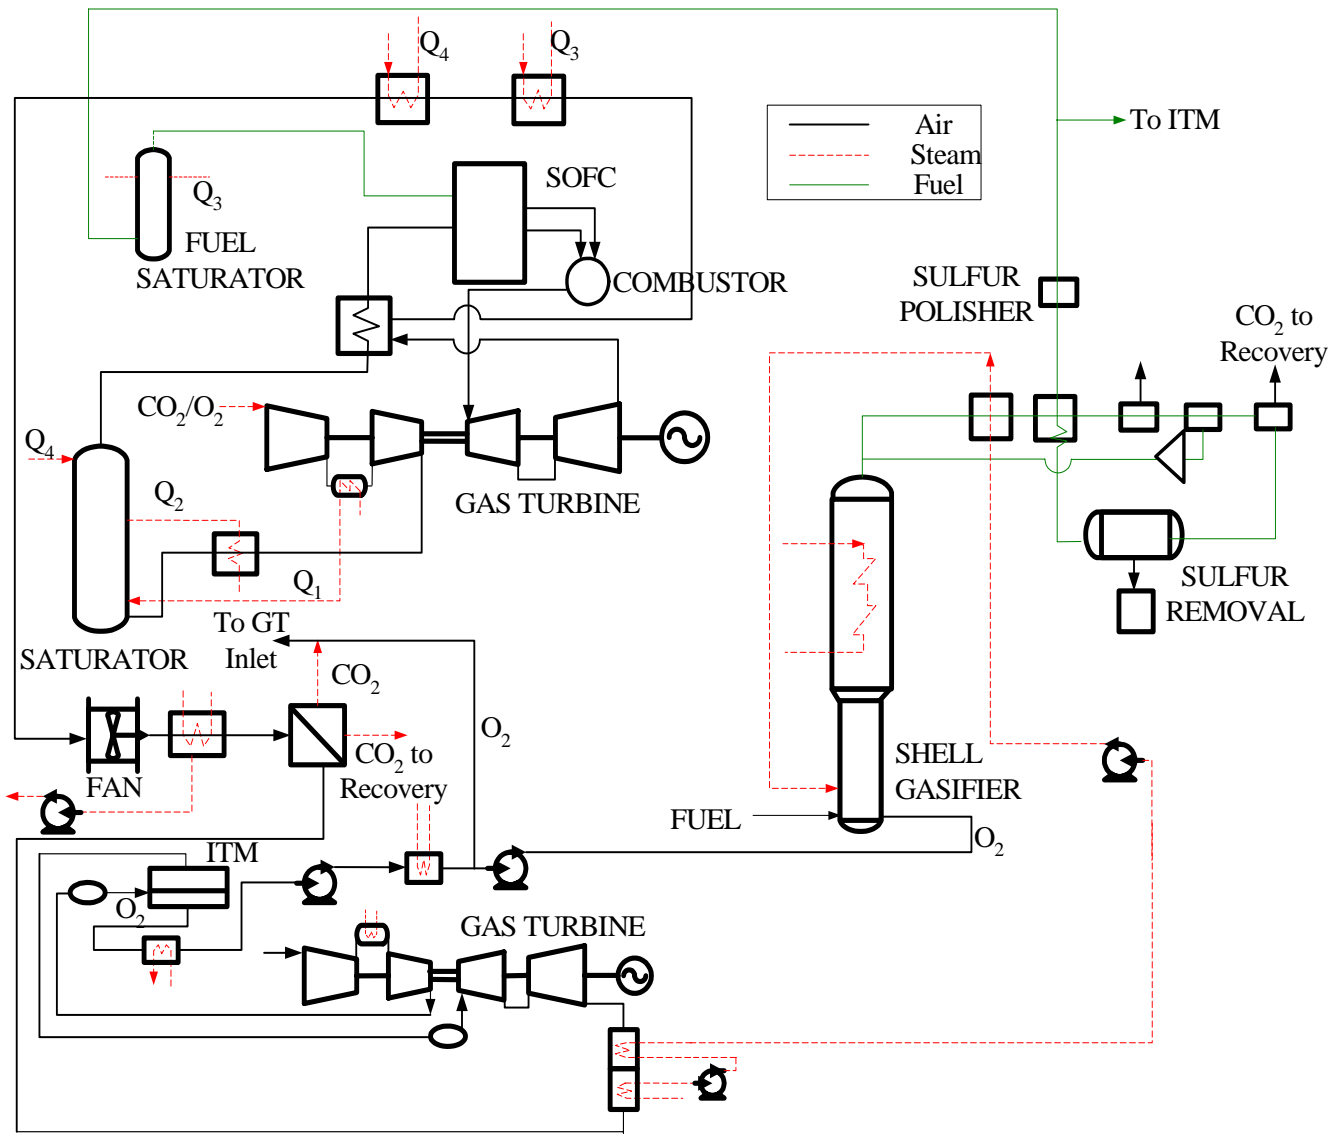 Q4
Q3
Air
Steam
Fuel
To ITM
SOFC
Q3
FUEL
SATURATOR
COMBUSTOR
SULFUR
POLISHER
CO2 to
Recovery
CO2/O2
Q4
Q2
GAS TURBINE
Q1
SULFUR
REMOVAL
To GT
Inlet
SATURATOR
CO2
O2
CO2 to
Recovery
FAN
SHELL
GASIFIER
FUEL
O2
ITM
O2
GAS TURBINE